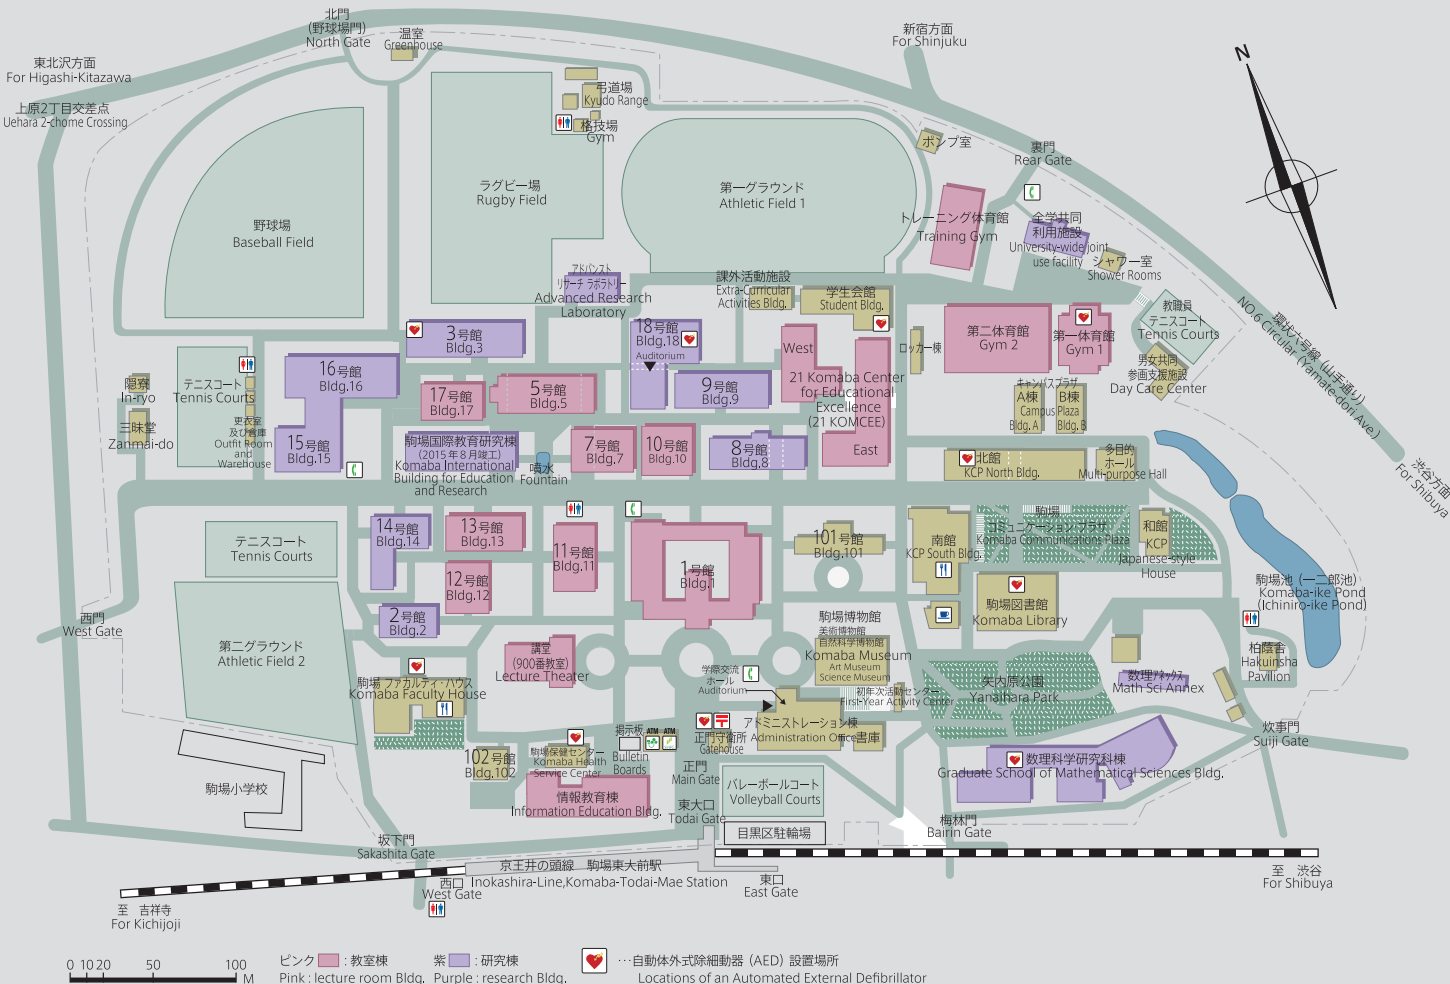 北門
(野球場門)
North Gate
温室
Greenhouse
東北沢方面
For Higashi-Kitazawa
上原2丁目交差点
Uehara 2-chome Crossing
新宿方面
For Shinjuku
N
弓道場
Kyudo Range
格技場
Gym
ラグビー場
Rugby Field
野球場
Baseball Field
第一グラウンド
Athletic Field 1
ポンプ室
裏門
Rear Gate
トレーニング体育館
Training Gym
全学共同
利用施設
University-wide joint
use facility
シャワー室
Shower Rooms
環状六号線(山手通り)
NO.6 Circular (Yamate-dori Ave.)
渋谷方面
For Shibuya
アドバンスト
リサーチ ラボラトリー
Advanced Research
Laboratory
課外活動施設
Extra-Curricular
Activities Bldg.
学生会館
Student Bldg.
教職員
テニスコート
Tennis Courts
3号館
Bldg.3
18号館
Bldg.18
Auditorium
West
ロッカー棟
第二体育館
Gym 2
第一体育館
Gym 1
男女共同
参画支援施設
Day Care Center
隠寮
In-ryo
三昧堂
Zanmai-do
テニスコート
Tennis Courts
更衣室
及び倉庫
Outfit Room
and
Warehouse
16号館
Bldg.16
15号館
Bldg.15
17号館
Bldg.17
5号館
Bldg.5
9号館
Bldg.9
21 Komaba Center
for Educational
Excellence
(21 KOMCEE)
East
キャンパスプラザ
A棟
B棟
Campus Plaza
Bldg. A
Bldg. B
駒場国際教育研究棟
(2015年8月竣工)
Komaba International
Building for Education
and Research
噴水
Fountain
7号館
Bldg.7
10号館
Bldg.10
8号館
Bldg.8
北館
KCP North Bldg.
多目的
ホール
Multi-purpose Hall
テニスコート
Tennis Courts
14号館
Bldg.14
13号館
Bldg.13
12号館
Bldg.12
11号館
Bldg.11
1号館
Bldg.1
101号館
Bldg.101
南館
KCP South Bldg.
駒場
コミュニケーション・プラザ
Komaba Communications Plaza
和館
KCP
Japanese-style
House
駒場池(一二郎池)
Komaba-ike Pond
(Ichiniro-ike Pond)
西門
West Gate
2号館
Bldg.2
第二グラウンド
Athletic Field 2
駒場ファカルティ・ハウス
Komaba Faculty House
講堂
(900番教室)
Lecture Theater
駒場博物館
美術博物館
自然科学博物館
Komaba Museum
Art Museum
Science Museum
駒場図書館
Komaba Library
柏蔭舎
Hakuinsha
Pavilion
学際交流
ホール
Auditorium
初年次活動センター
First-Year Activity Center
矢内原公園
Yanaihara Park
数理アネックス
Math Sci Annex
炊事門
Suiji Gate
アドミニストレーション棟
Administration Office
書庫
正門守衛所
Gatehouse
掲示板
Bulletin
Boards
ATM
ATM
102号館
Bldg.102
駒場保健センター
Komaba Health
Service Center
情報教育棟
Information Education Bldg.
正門
Main Gate
東大口
Todai Gate
バレーボールコート
Volleyball Courts
数理科学研究科棟
Graduate School of Mathematical Sciences Bldg.
駒場小学校
坂下門
Sakashita Gate
目黒区駐輪場
梅林門
Bairin Gate
京王井の頭線 駒場東大前駅
Inokashira-Line,Komaba-Todai-Mae Station
西口
West Gate
東口
East Gate
至 吉祥寺
For Kichijoji
至 渋谷
For Shibuya
0 10 20 50 100
M
ピンク :教室棟
Pink : lecture room Bldg.
紫 :研究棟
Purple : research Bldg.
…自動体外式除細動器(AED)設置場所
Locations of an Automated External Defibrillator